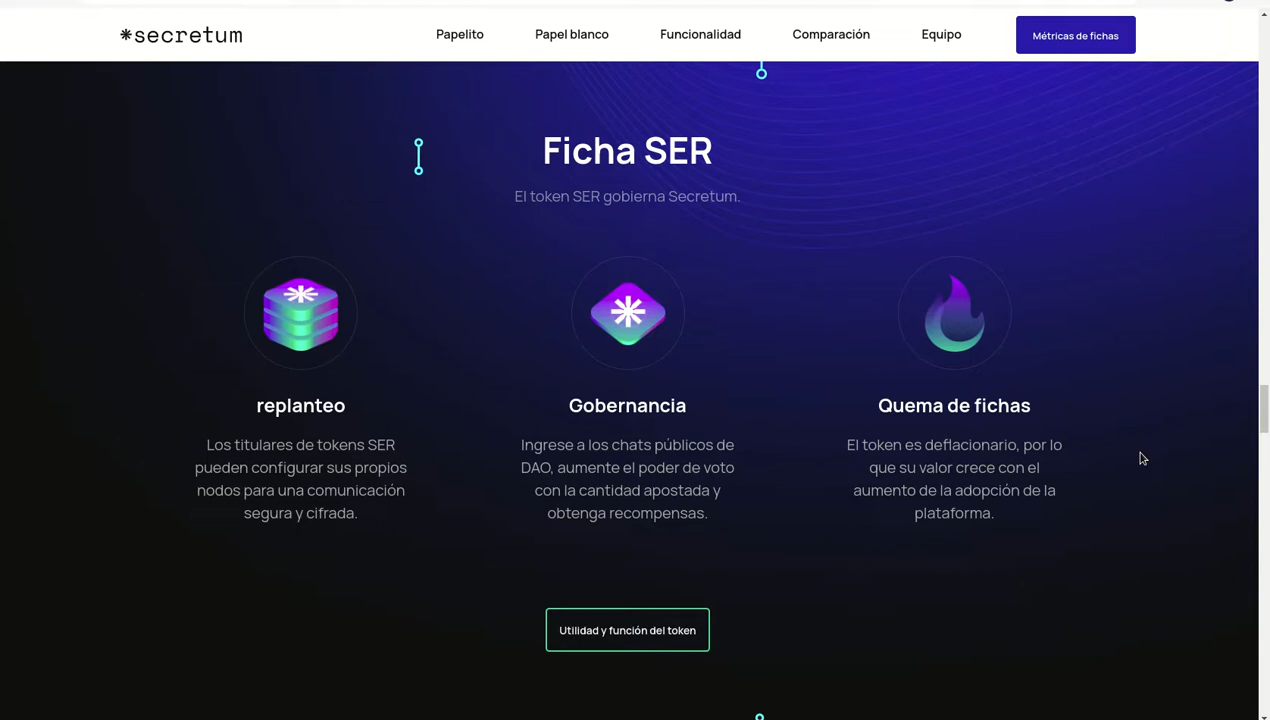 *secretum
Papelito
Papel blanco
Funcionalidad
Comparación
Equipo
Métricas de fichas
Ficha SER
El token SER gobierna Secretum.
replanteo
Los titulares de tokens SER
pueden configurar sus propios
nodos para una comunicación
segura y cifrada.
Gobernancia
Ingrese a los chats públicos de
DAO, aumente el poder de voto
con la cantidad apostada y
obtenga recompensas.
Quema de fichas
El token es deflacionario, por lo
que su valor crece con el
aumento de la adopción de la
plataforma.
Utilidad y función del token